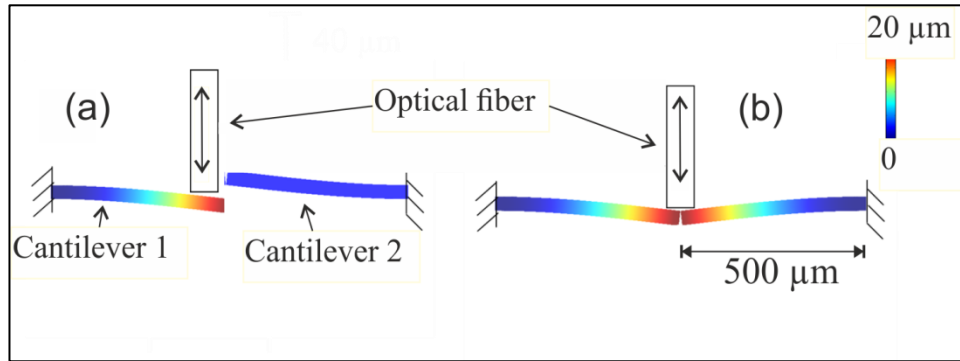 40 µm
20 µm
(a)
Optical fiber
(b)
0
Cantilever 1
Cantilever 2
500 µm